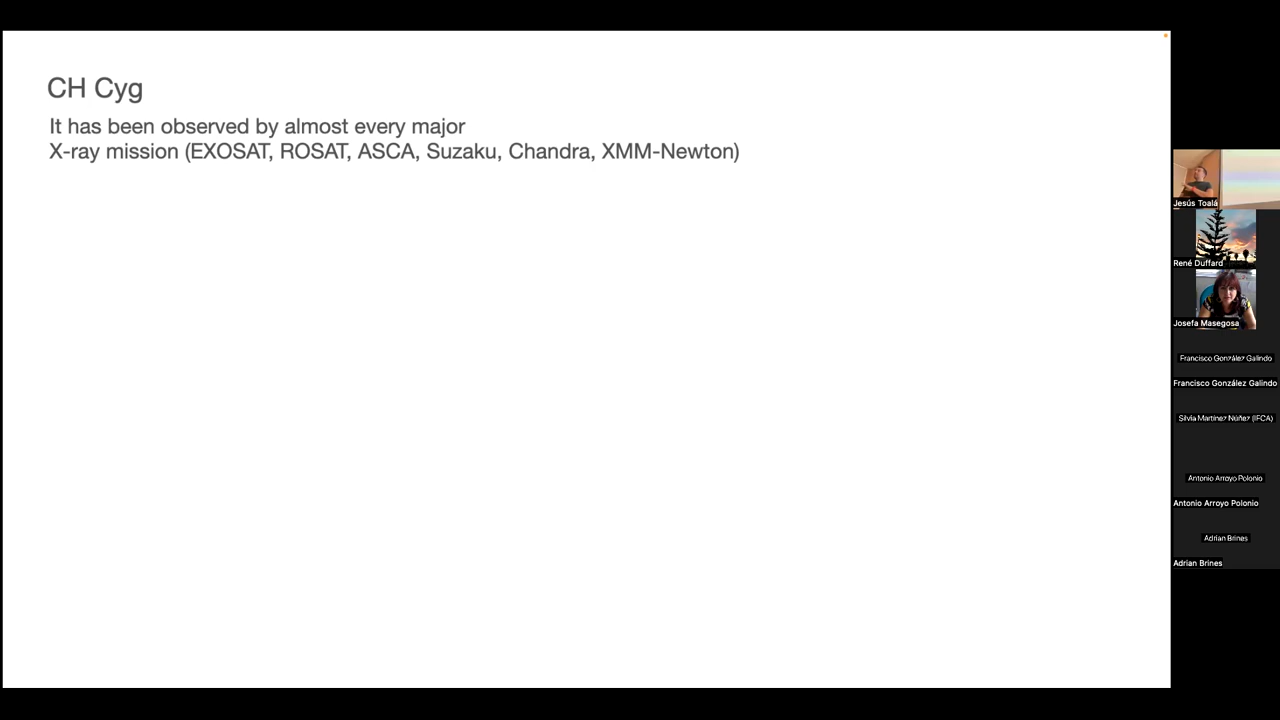 CH Cyg
It has been observed by almost every major
X-ray mission (EXOSAT, ROSAT, ASCA, Suzaku, Chandra, XMM-Newton)
Jesús Toalá
René Duffard
Josefa Masegosa
Francisco González Galindo
Francisco González Galindo
Silvia Martínez Núñez (IFCA)
Antonio Arroyo Polonio
Antonio Arroyo Polonio
Adrian Brines
Adrian Brines